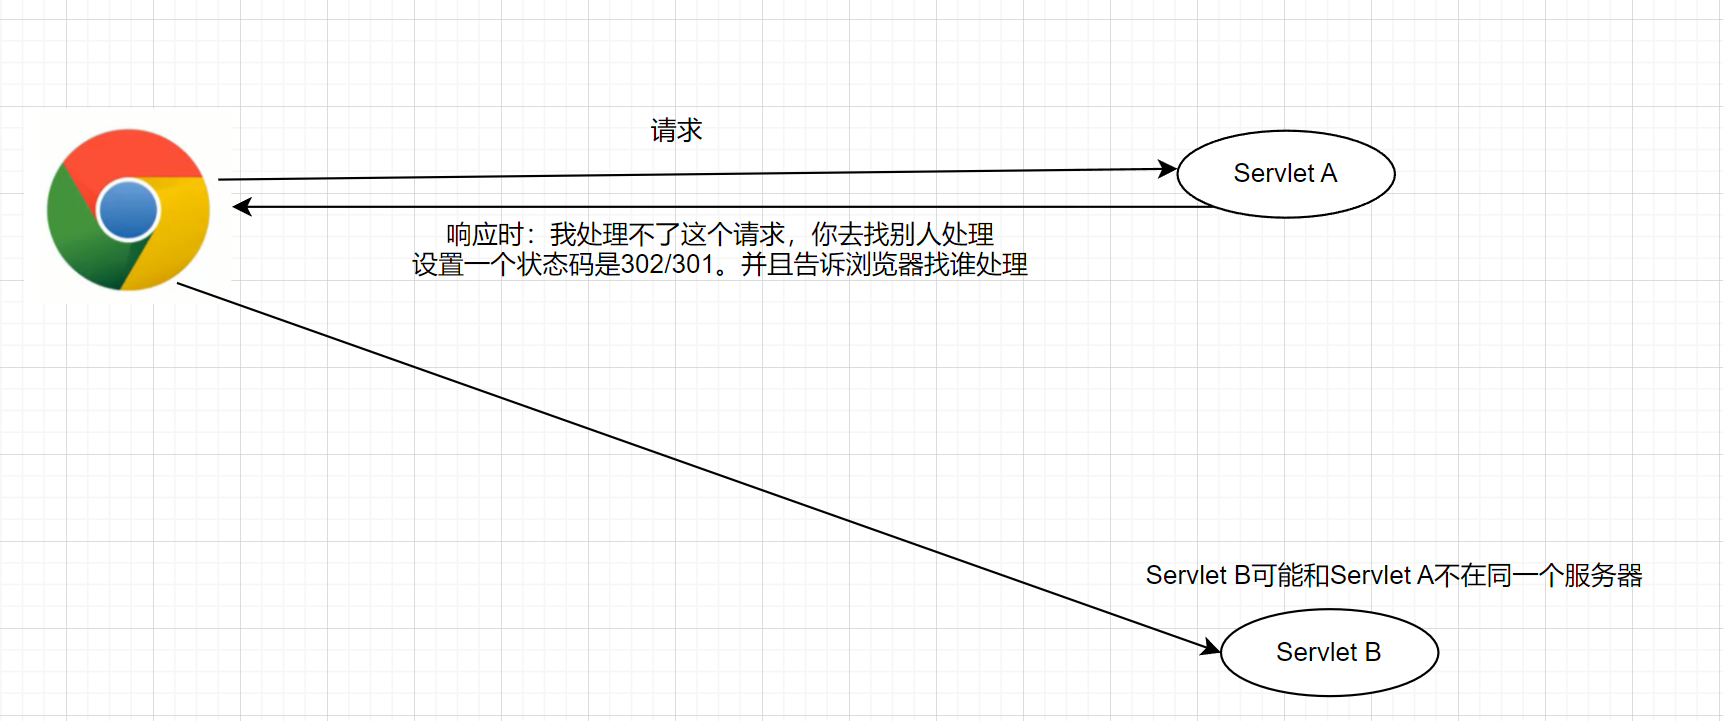 请求
Servlet A
响应时：我处理不了这个请求，你去找别人处理
设置一个状态码是302/301。并且告诉浏览器找谁处理
Servlet B可能和Servlet A不在同一个服务器
Servlet B